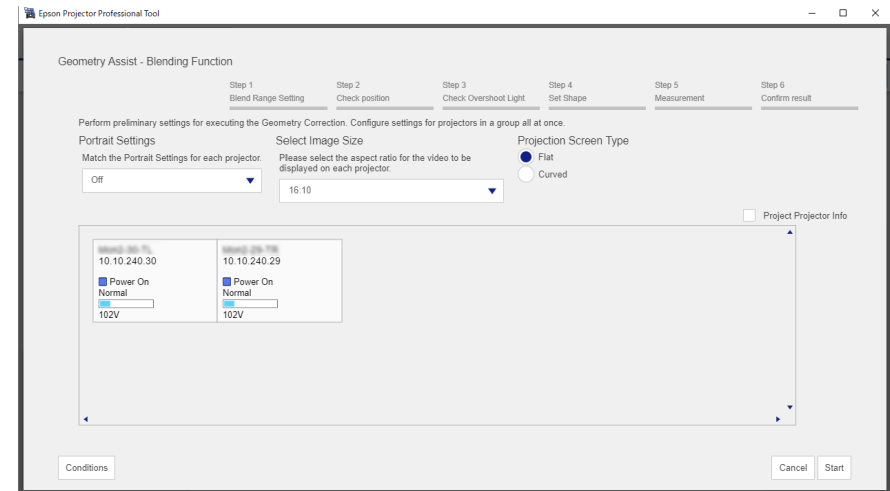 Epson Projector Professional Tool
Geometry Assist - Blending Function
Step 1
Blend Range Setting
Step 2
Check position
Step 3
Check Overshoot Light
Step 4
Set Shape
Step 5
Measurement
Step 6
Confirm result
Perform preliminary settings for executing the Geometry Correction. Configure settings for projectors in a group all at once.
Portrait Settings
Match the Portrait Settings for each projector.
Off
Select Image Size
Please select the aspect ratio for the video to be
displayed on each projector.
16:10
Projection Screen Type
Flat
Curved
Project Projector Info
10.10.240.30
Power On
Normal
102V
10.10.240.29
Power On
Normal
102V
Conditions
Cancel
Start